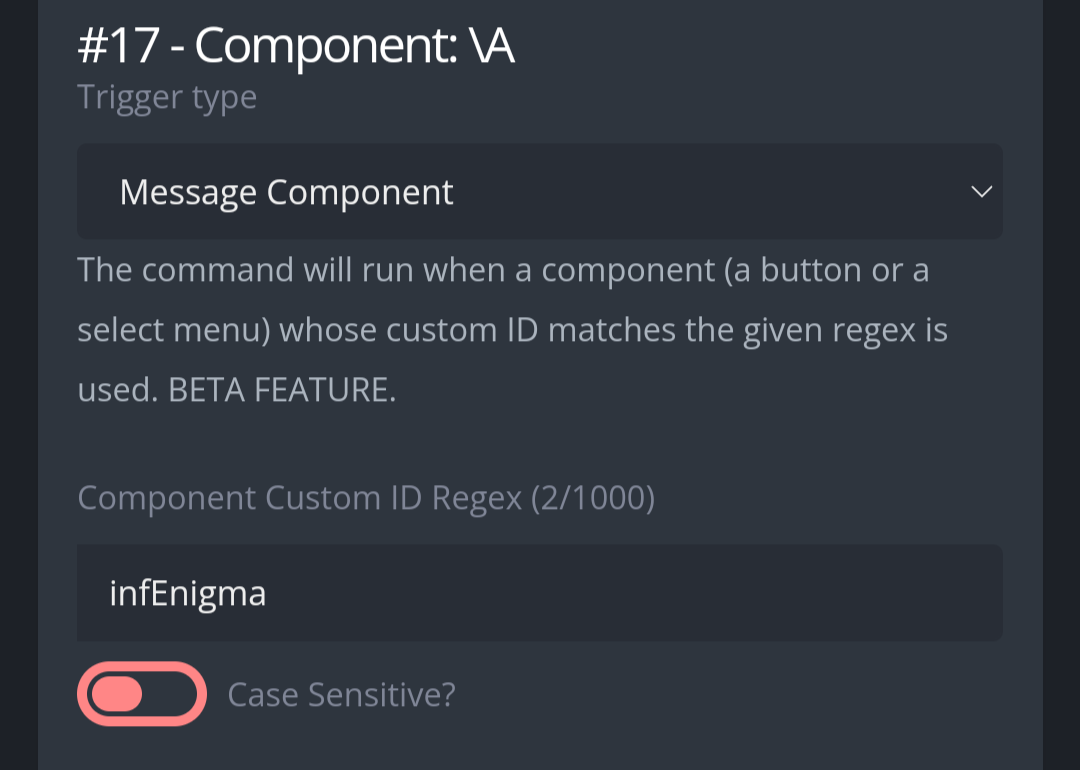 #17 - Component: \A
Trigger type
Message Component
The command will run when a component (a button or a
select menu) whose custom ID matches the given regex is
used. BETA FEATURE.
Component Custom ID Regex (2/1000)
infEnigma
Case Sensitive?